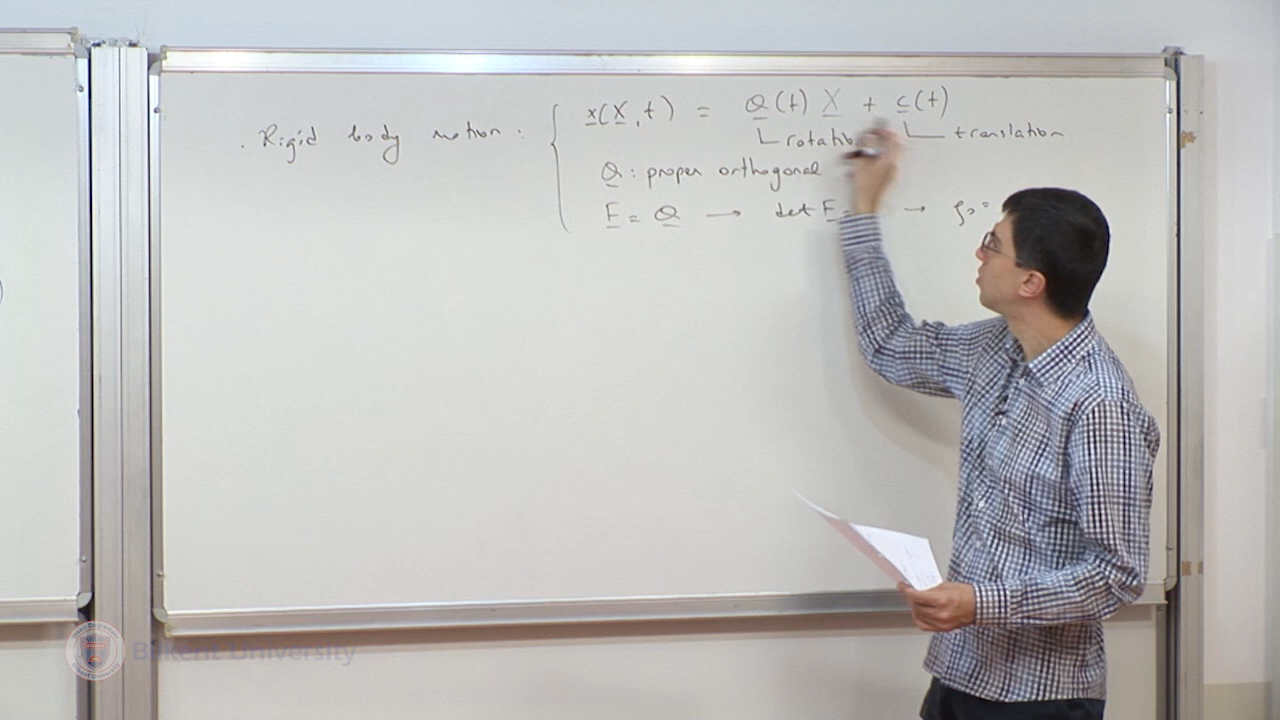 . Rigid body motion : { x(X,t) = Q(t) X + c(t)
rotation translation
Q : proper orthogonal
F = Q → det F = → ρ₀ =
Bilkent University